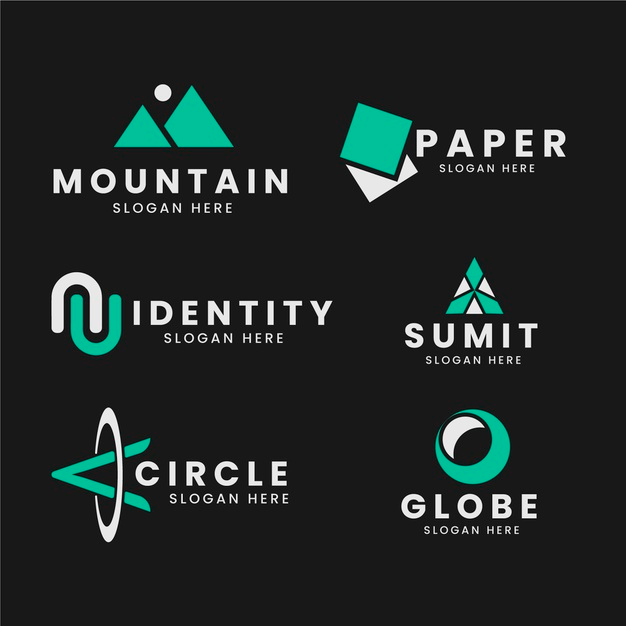 MOUNTAIN
SLOGAN HERE
PAPER
SLOGAN HERE
IDENTITY
SLOGAN HERE
SUMIT
SLOGAN HERE
CIRCLE
SLOGAN HERE
GLOBE
SLOGAN HERE